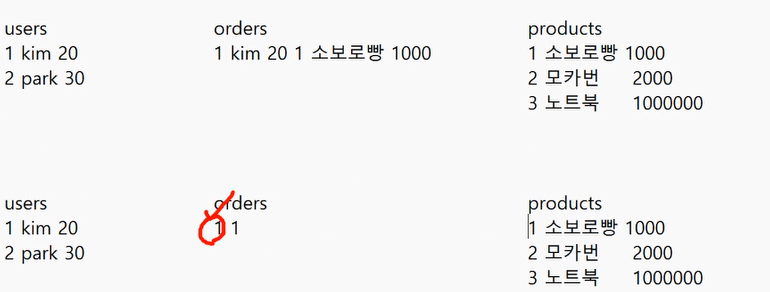 users
orders
products
1 kim 20
1 kim 20 1 소보로빵 1000
1 소보로빵 1000
2 park 30
2 모카번 2000
3 노트북 1000000
users
orders
products
1 kim 20
1 1
1 소보로빵 1000
2 park 30
2 모카번 2000
3 노트북 1000000